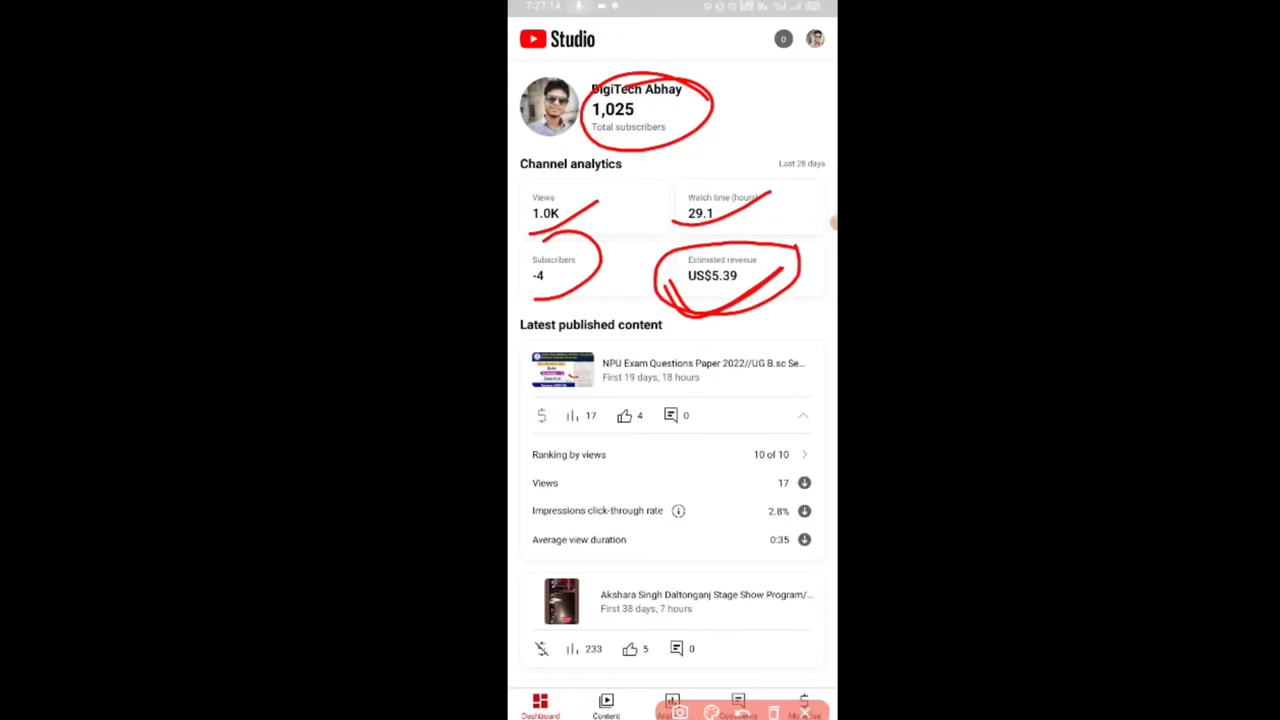 7:27:14
Studio
0
DigiTech Abhay
1,025
Total subscribers
Channel analytics
Last 28 days
Views
1.0K
Watch time (hours)
29.1
Subscribers
-4
Estimated revenue
US$5.39
Latest published content
NPU Exam Questions Paper 2022//UG B.sc Se...
First 19 days, 18 hours
17 4 0
Ranking by views 10 of 10
Views 17
Impressions click-through rate 2.8%
Average view duration 0:35
Akshara Singh Daltonganj Stage Show Program/...
First 38 days, 7 hours
233 5 0
Dashboard Content